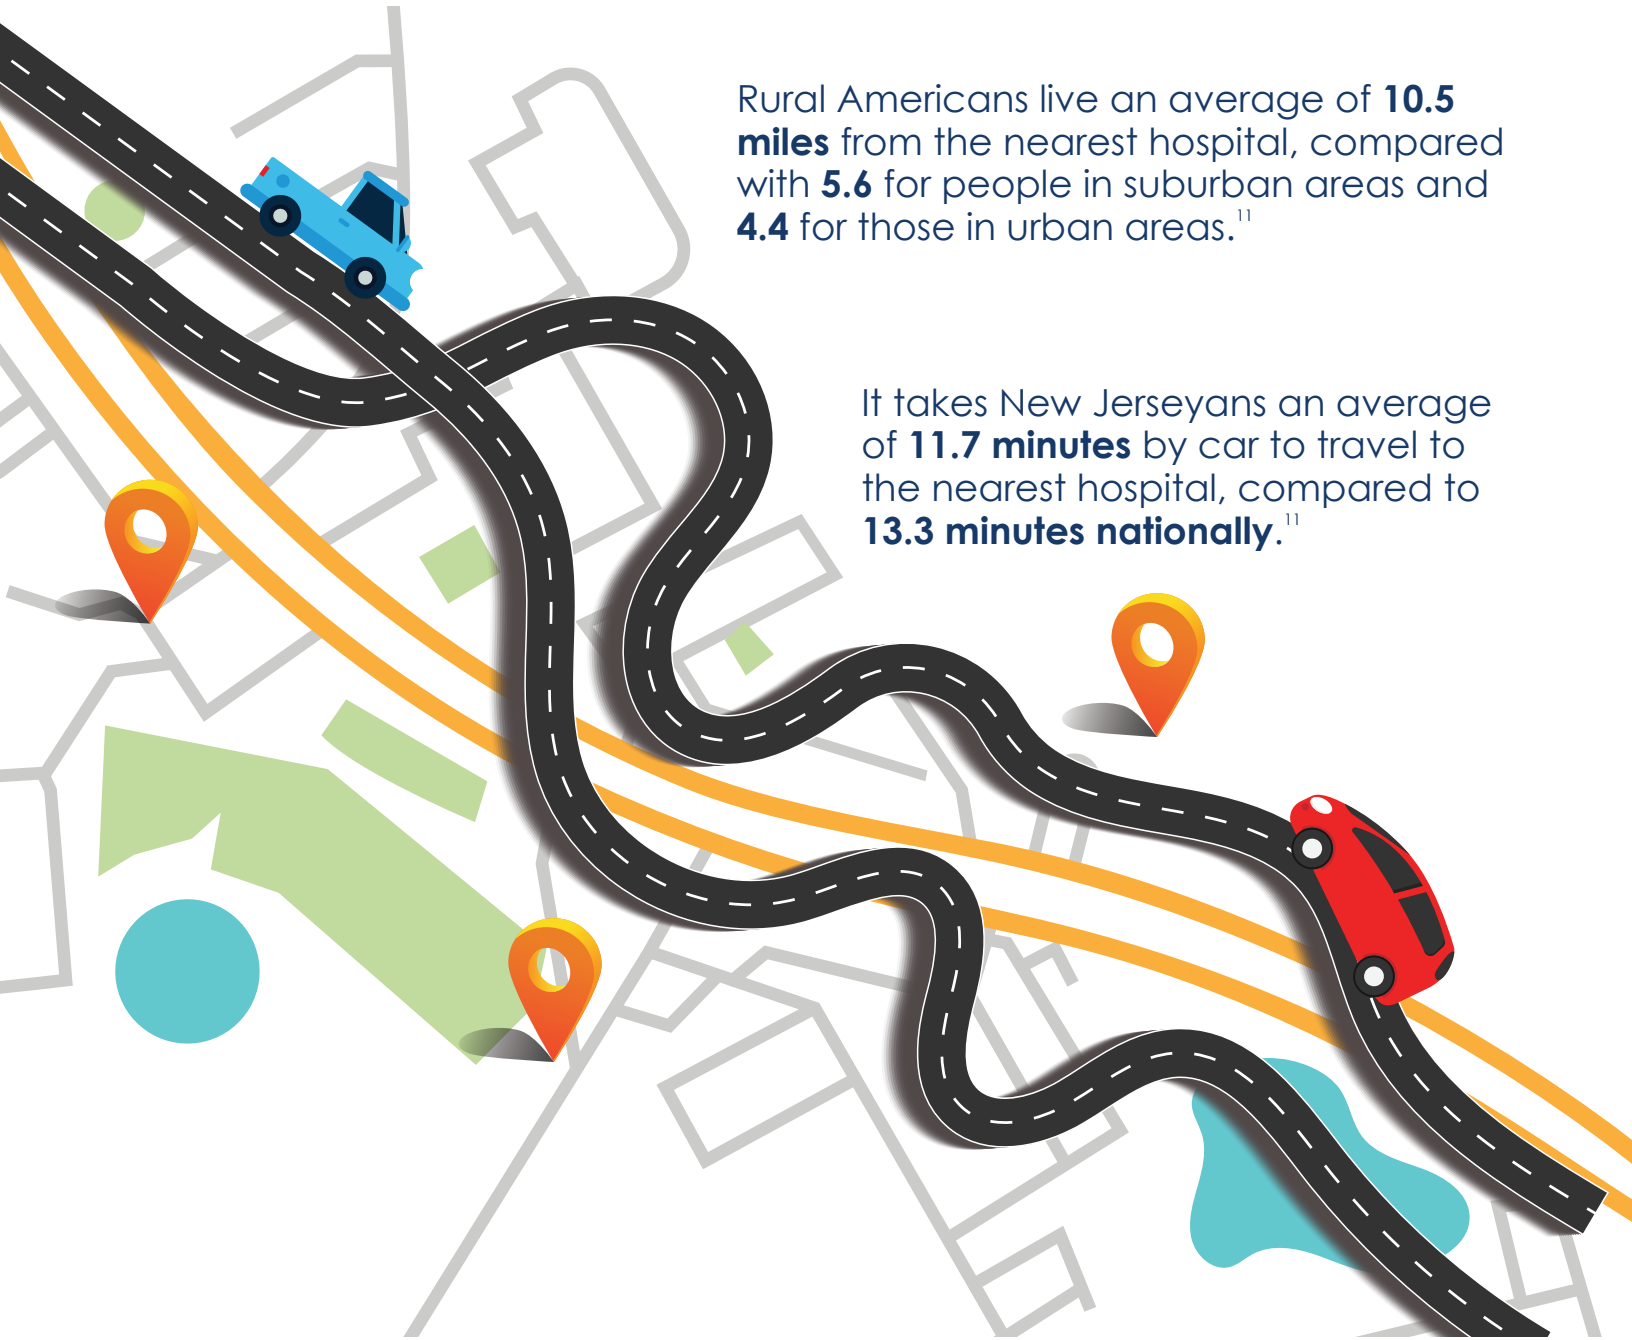 Rural Americans live an average of 10.5
miles from the nearest hospital, compared
with 5.6 for people in suburban areas and
4.4 for those in urban areas.11
It takes New Jerseyans an average
of 11.7 minutes by car to travel to
the nearest hospital, compared to
13.3 minutes nationally.11